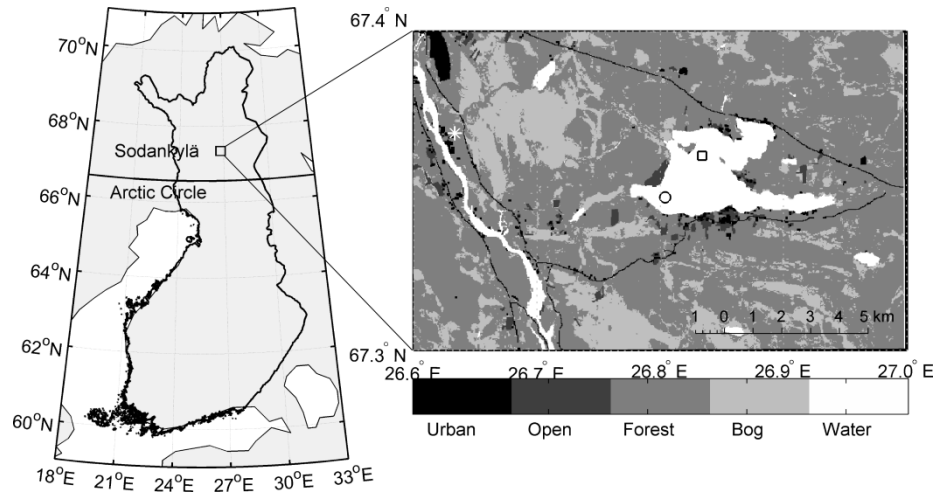 70°N
68°N
Sodankylä
Arctic Circle
66°N
64°N
62°N
60°N
18°E
21°E
24°E
27°E
30°E
33°E
67.4° N
67.3° N
1 0 1 2 3 4 5 km
26.6° E
26.7° E
26.8° E
26.9° E
27.0° E
Urban Open Forest Bog Water